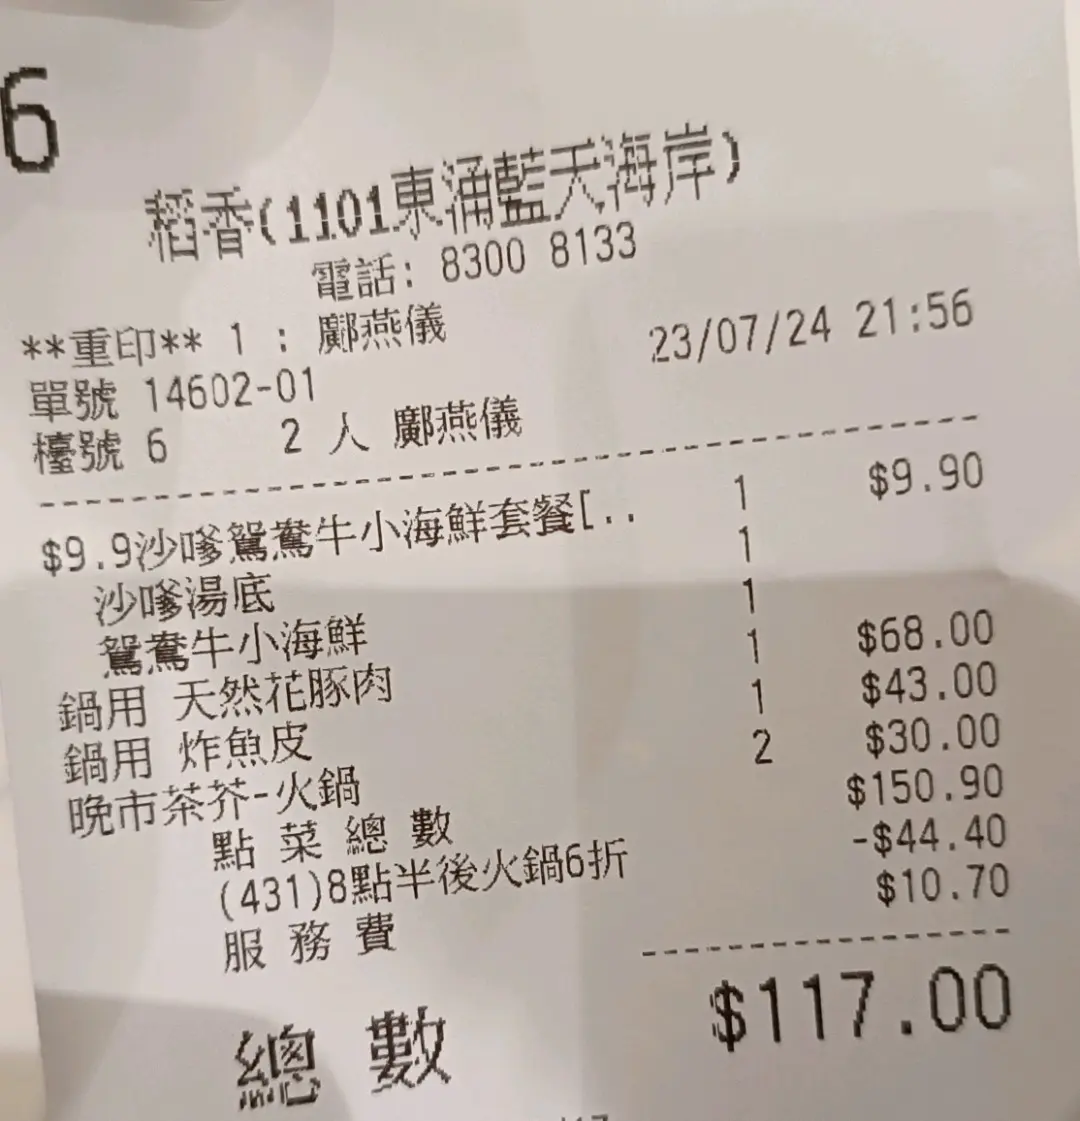 6
稻香(1101東涌藍天海岸)
電話: 8300 8133
**重印** 1 : 鄺燕儀 23/07/24 21:56
單號 14602-01
檯號 6 2 人 鄺燕儀
$9.9沙嗲鴛鴦牛小海鮮套餐[.. 1 $9.90
沙嗲湯底 1
鴛鴦牛小海鮮 1
鍋用 天然花豚肉 1 $68.00
鍋用 炸魚皮 1 $43.00
晩市茶芥-火鍋 2 $30.00
點 菜 總 數 $150.90
(431)8點半後火鍋6折 -$44.40
服 務 費 $10.70
總 數 $117.00